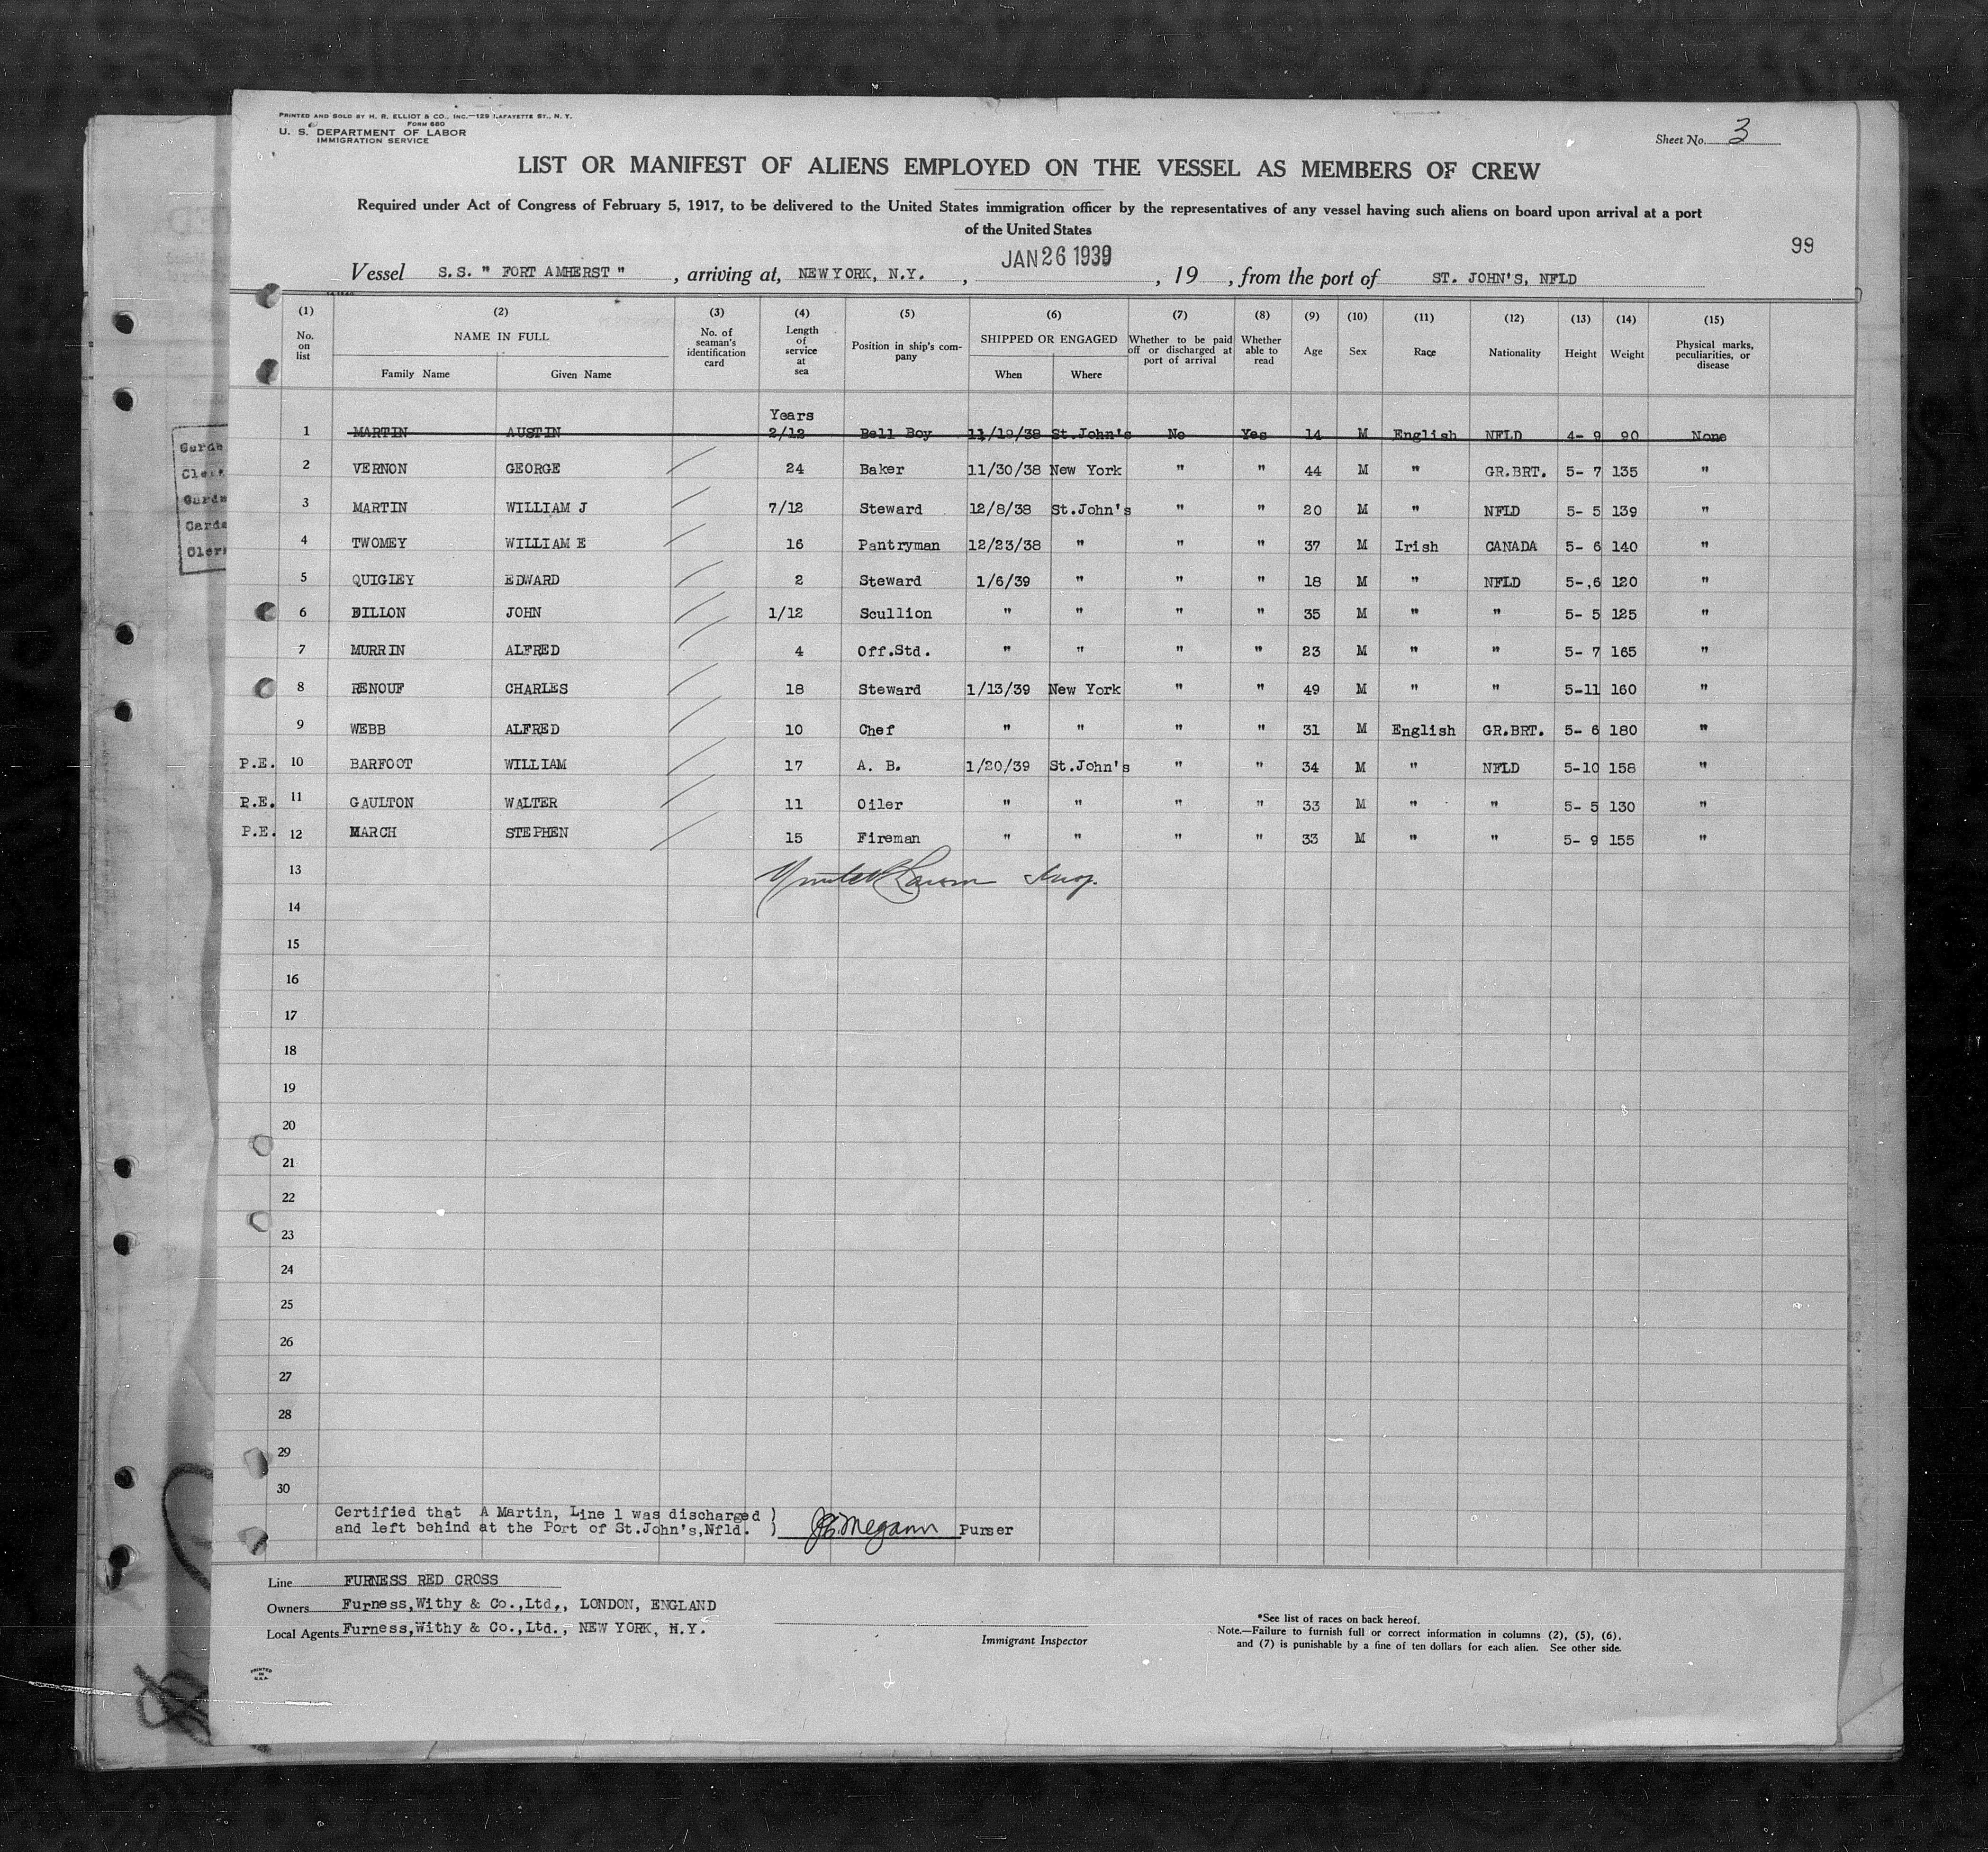 PRINTED AND SOLD BY H. R. ELLIOT & CO., INC.—129 LAFAYETTE ST., N. Y.
FORM 680
U. S. DEPARTMENT OF LABOR
IMMIGRATION SERVICE
Sheet No. 3
LIST OR MANIFEST OF ALIENS EMPLOYED ON THE VESSEL AS MEMBERS OF CREW
Required under Act of Congress of February 5, 1917, to be delivered to the United States immigration officer by the representatives of any vessel having such aliens on board upon arrival at a port
of the United States
99
JAN 26 1939
Vessel S.S. " FORT AMHERST " , arriving at, NEW YORK, N.Y. , , 19 , from the port of ST. JOHN'S, NFLD
(1) (2) (3) (4) (5) (6) (7) (8) (9) (10) (11) (12) (13) (14) (15)
No. on list NAME IN FULL Family Name Given Name No. of seaman's identification card Length of service at sea Position in ship's company SHIPPED OR ENGAGED When Where Whether to be paid off or discharged at port of arrival Whether able to read Age Sex Race Nationality Height Weight Physical marks, peculiarities, or disease
Years
1 MARTIN AUSTIN 2/12 Bell Boy 11/19/38 St.John's No Yes 14 M English NFLD 4- 9 90 None
2 VERNON GEORGE 24 Baker 11/30/38 New York " " 44 M " GR.BRT. 5- 7 135 "
3 MARTIN WILLIAM J 7/12 Steward 12/8/38 St.John's " " 20 M " NFLD 5- 5 139 "
4 TWOMEY WILLIAM E 16 Pantryman 12/23/38 " " " 37 M Irish CANADA 5- 6 140 "
5 QUIGLEY EDWARD 2 Steward 1/6/39 " " " 18 M " NFLD 5-,6 120 "
6 DILLON JOHN 1/12 Scullion " " " " 35 M " " 5- 5 125 "
7 MURRIN ALFRED 4 Off.Std. " " " " 23 M " " 5- 7 165 "
8 RENOUF CHARLES 18 Steward 1/13/39 New York " " 49 M " " 5-11 160 "
9 WEBB ALFRED 10 Chef " " " " 31 M English GR.BRT. 5- 6 180 "
P.E. 10 BARFOOT WILLIAM 17 A. B. 1/20/39 St.John's " " 34 M " NFLD 5-10 158 "
P.E. 11 GAULTON WALTER 11 Oiler " " " " 33 M " " 5- 5 130 "
P.E. 12 MARCH STEPHEN 15 Fireman " " " " 33 M " " 5- 9 155 "
13
14
15
16
17
18
19
20
21
22
23
24
25
26
27
28
29
30
Certified that A Martin, Line 1 was discharged )
and left behind at the Port of St.John's,Nfld. ) Purser
Line FURNESS RED CROSS
Owners Furness,Withy & Co.,Ltd., LONDON, ENGLAND
Local Agents Furness,Withy & Co.,Ltd., NEW YORK, N.Y.
Immigrant Inspector
*See list of races on back hereof.
Note.—Failure to furnish full or correct information in columns (2), (5), (6),
and (7) is punishable by a fine of ten dollars for each alien. See other side.
PRINTED
IN
U.S.A.